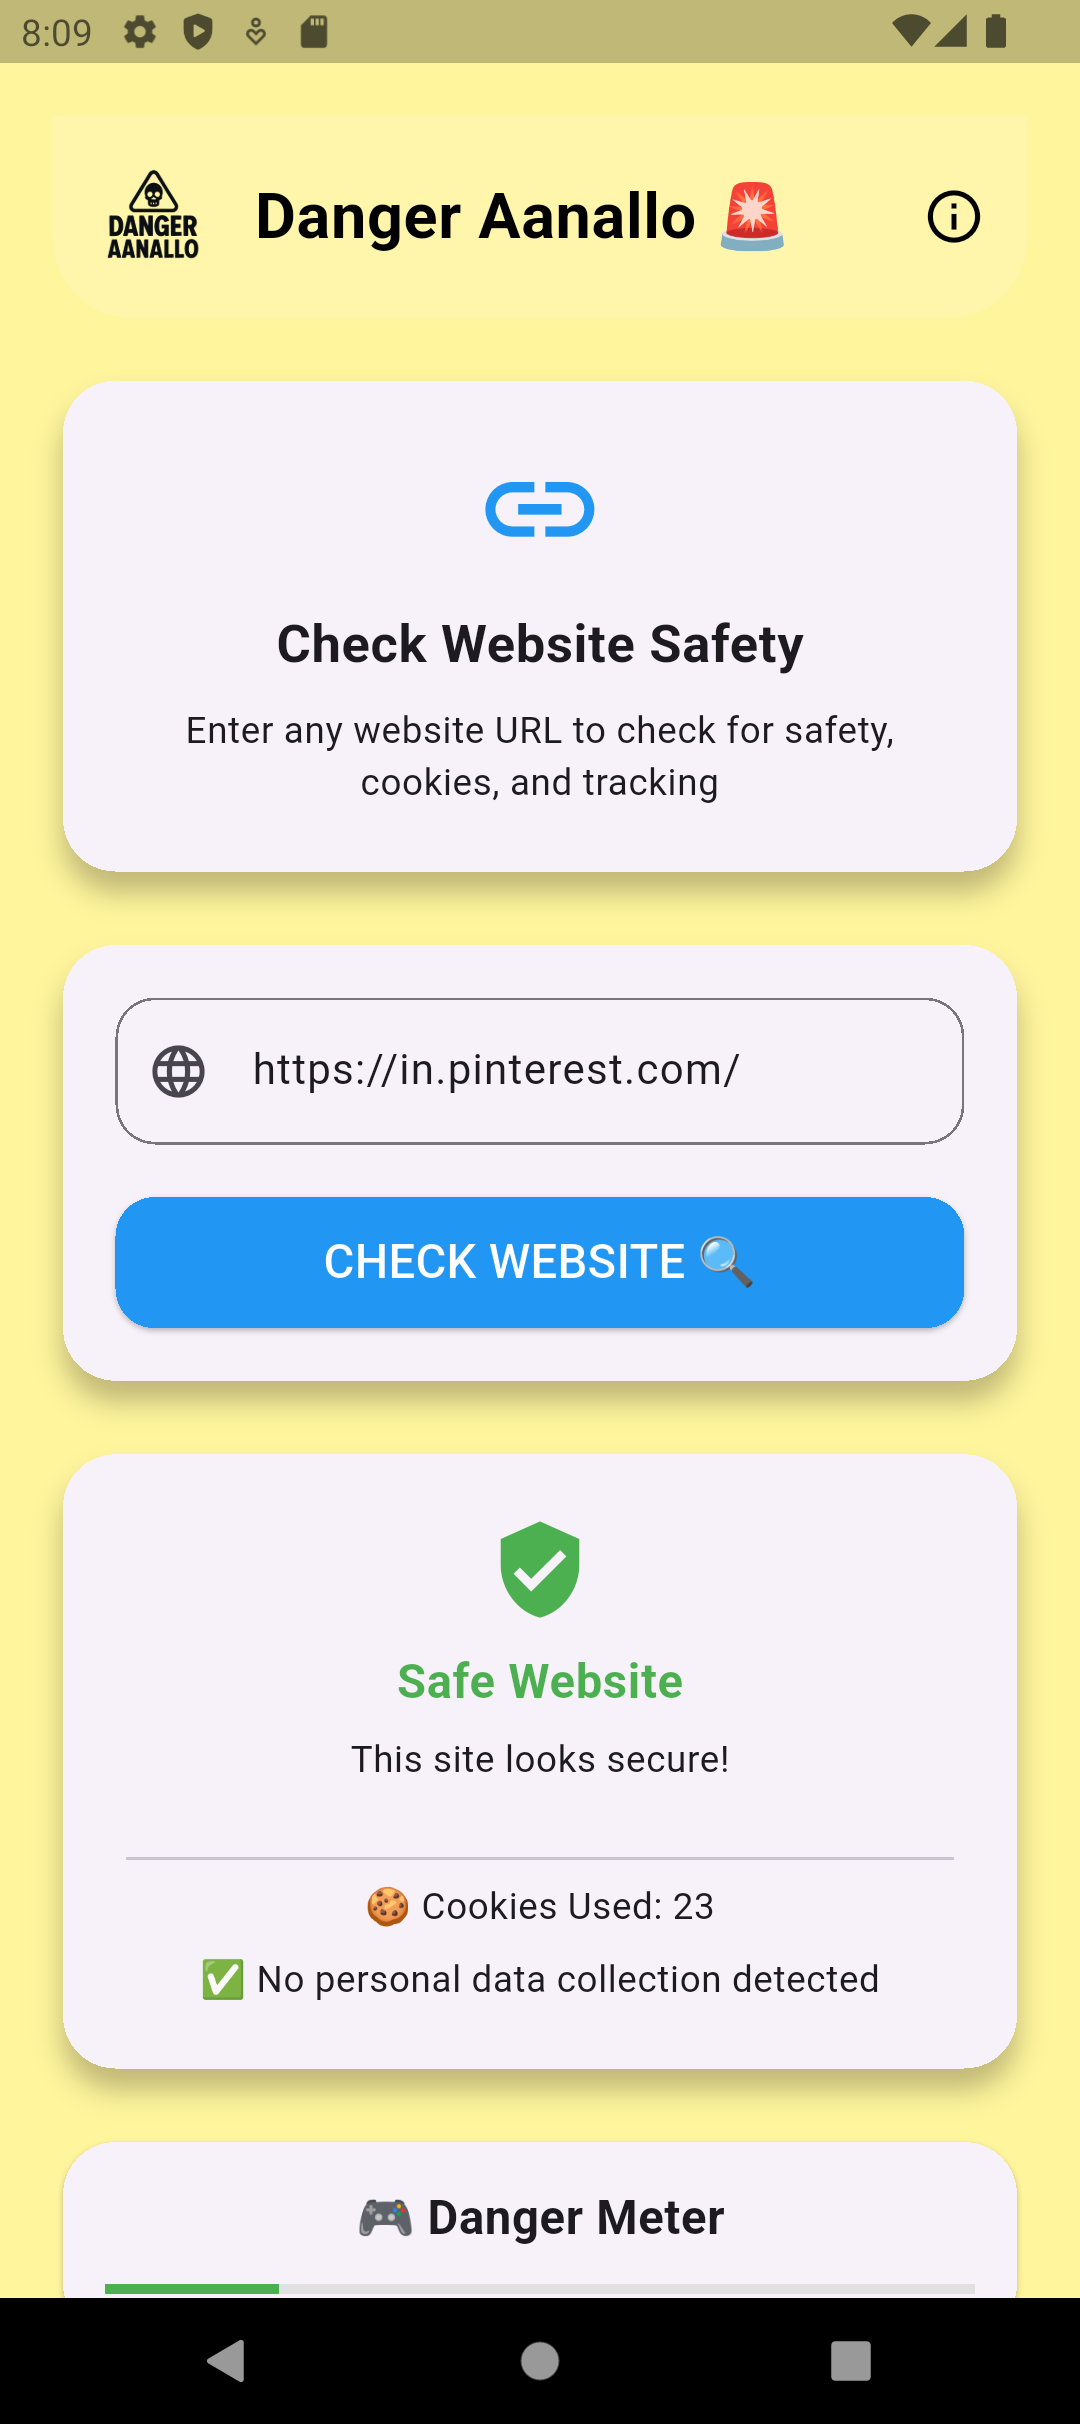 8:09
DANGER
AANALLO
Danger Aanallo 🚨
Check Website Safety
Enter any website URL to check for safety,
cookies, and tracking
https://in.pinterest.com/
CHECK WEBSITE 🔍
Safe Website
This site looks secure!
🍪 Cookies Used: 23
✅ No personal data collection detected
🎮 Danger Meter